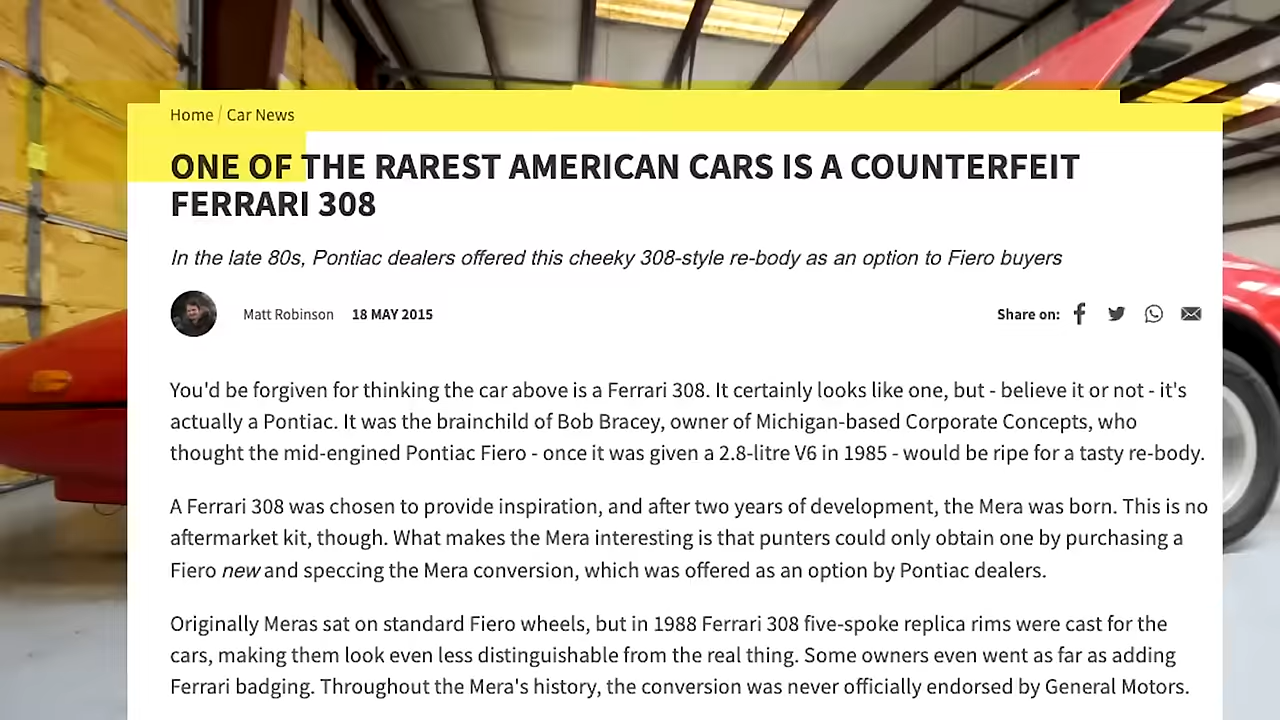 Home / Car News
ONE OF THE RAREST AMERICAN CARS IS A COUNTERFEIT
FERRARI 308
In the late 80s, Pontiac dealers offered this cheeky 308-style re-body as an option to Fiero buyers
Matt Robinson 18 MAY 2015 Share on:
You'd be forgiven for thinking the car above is a Ferrari 308. It certainly looks like one, but - believe it or not - it's
actually a Pontiac. It was the brainchild of Bob Bracey, owner of Michigan-based Corporate Concepts, who
thought the mid-engined Pontiac Fiero - once it was given a 2.8-litre V6 in 1985 - would be ripe for a tasty re-body.
A Ferrari 308 was chosen to provide inspiration, and after two years of development, the Mera was born. This is no
aftermarket kit, though. What makes the Mera interesting is that punters could only obtain one by purchasing a
Fiero new and speccing the Mera conversion, which was offered as an option by Pontiac dealers.
Originally Meras sat on standard Fiero wheels, but in 1988 Ferrari 308 five-spoke replica rims were cast for the
cars, making them look even less distinguishable from the real thing. Some owners even went as far as adding
Ferrari badging. Throughout the Mera's history, the conversion was never officially endorsed by General Motors.